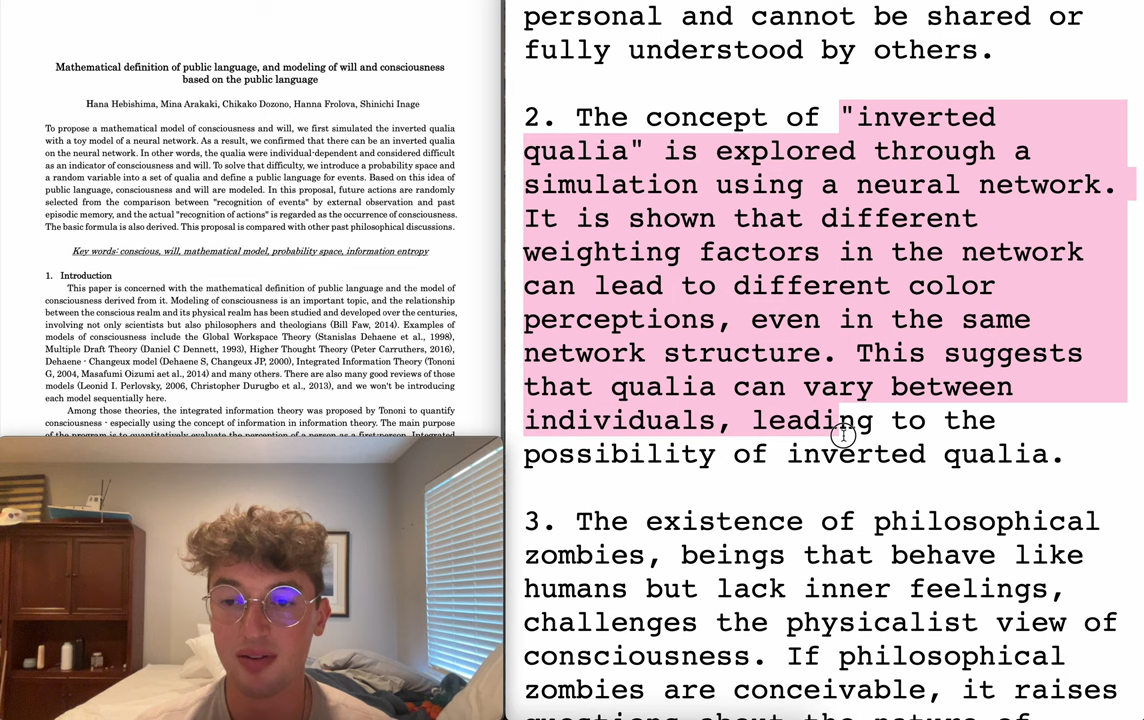 Mathematical definition of public language, and modeling of will and consciousness
based on the public language
Hana Hebishima, Mina Arakaki, Chikako Dozono, Hanna Frolova, Shinichi Inage
To propose a mathematical model of consciousness and will, we first simulated the inverted qualia
with a toy model of a neural network. As a result, we confirmed that there can be an inverted qualia
on the neural network. In other words, the qualia were individual-dependent and considered difficult
as an indicator of consciousness and will. To solve that difficulty, we introduce a probability space and
a random variable into a set of qualia and define a public language for events. Based on this idea of
public language, consciousness and will are modeled. In this proposal, future actions are randomly
selected from the comparison between "recognition of events" by external observation and past
episodic memory, and the actual "recognition of actions" is regarded as the occurrence of consciousness.
The basic formula is also derived. This proposal is compared with other past philosophical discussions.
Key words: conscious, will, mathematical model, probability space, information entropy
1. Introduction
This paper is concerned with the mathematical definition of public language and the model of
consciousness derived from it. Modeling of consciousness is an important topic, and the relationship
between the conscious realm and its physical realm has been studied and developed over the centuries,
involving not only scientists but also philosophers and theologians (Bill Faw, 2014). Examples of
models of consciousness include the Global Workspace Theory (Stanislas Dehaene et al., 1998),
Multiple Draft Theory (Daniel C Dennett, 1993), Higher Thought Theory (Peter Carruthers, 2016),
Dehaene - Changeux model (Dehaene S, Changeux JP, 2000), Integrated Information Theory (Tononi
G, 2004, Masafumi Oizumi aet al., 2014) and many others. There are also many good reviews of those
models (Leonid I. Perlovsky, 2006, Christopher Durugbo et al., 2013), and we won't be introducing
each model sequentially here.
Among those theories, the integrated information theory was proposed by Tononi to quantify
consciousness - especially using the concept of information in information theory. The main purpose
of the program is to quantitatively evaluate the perception of a person as a first-person. Integrated
personal and cannot be shared or
fully understood by others.
2. The concept of "inverted
qualia" is explored through a
simulation using a neural network.
It is shown that different
weighting factors in the network
can lead to different color
perceptions, even in the same
network structure. This suggests
that qualia can vary between
individuals, leading to the
possibility of inverted qualia.
3. The existence of philosophical
zombies, beings that behave like
humans but lack inner feelings,
challenges the physicalist view of
consciousness. If philosophical
zombies are conceivable, it raises
questions about the nature of